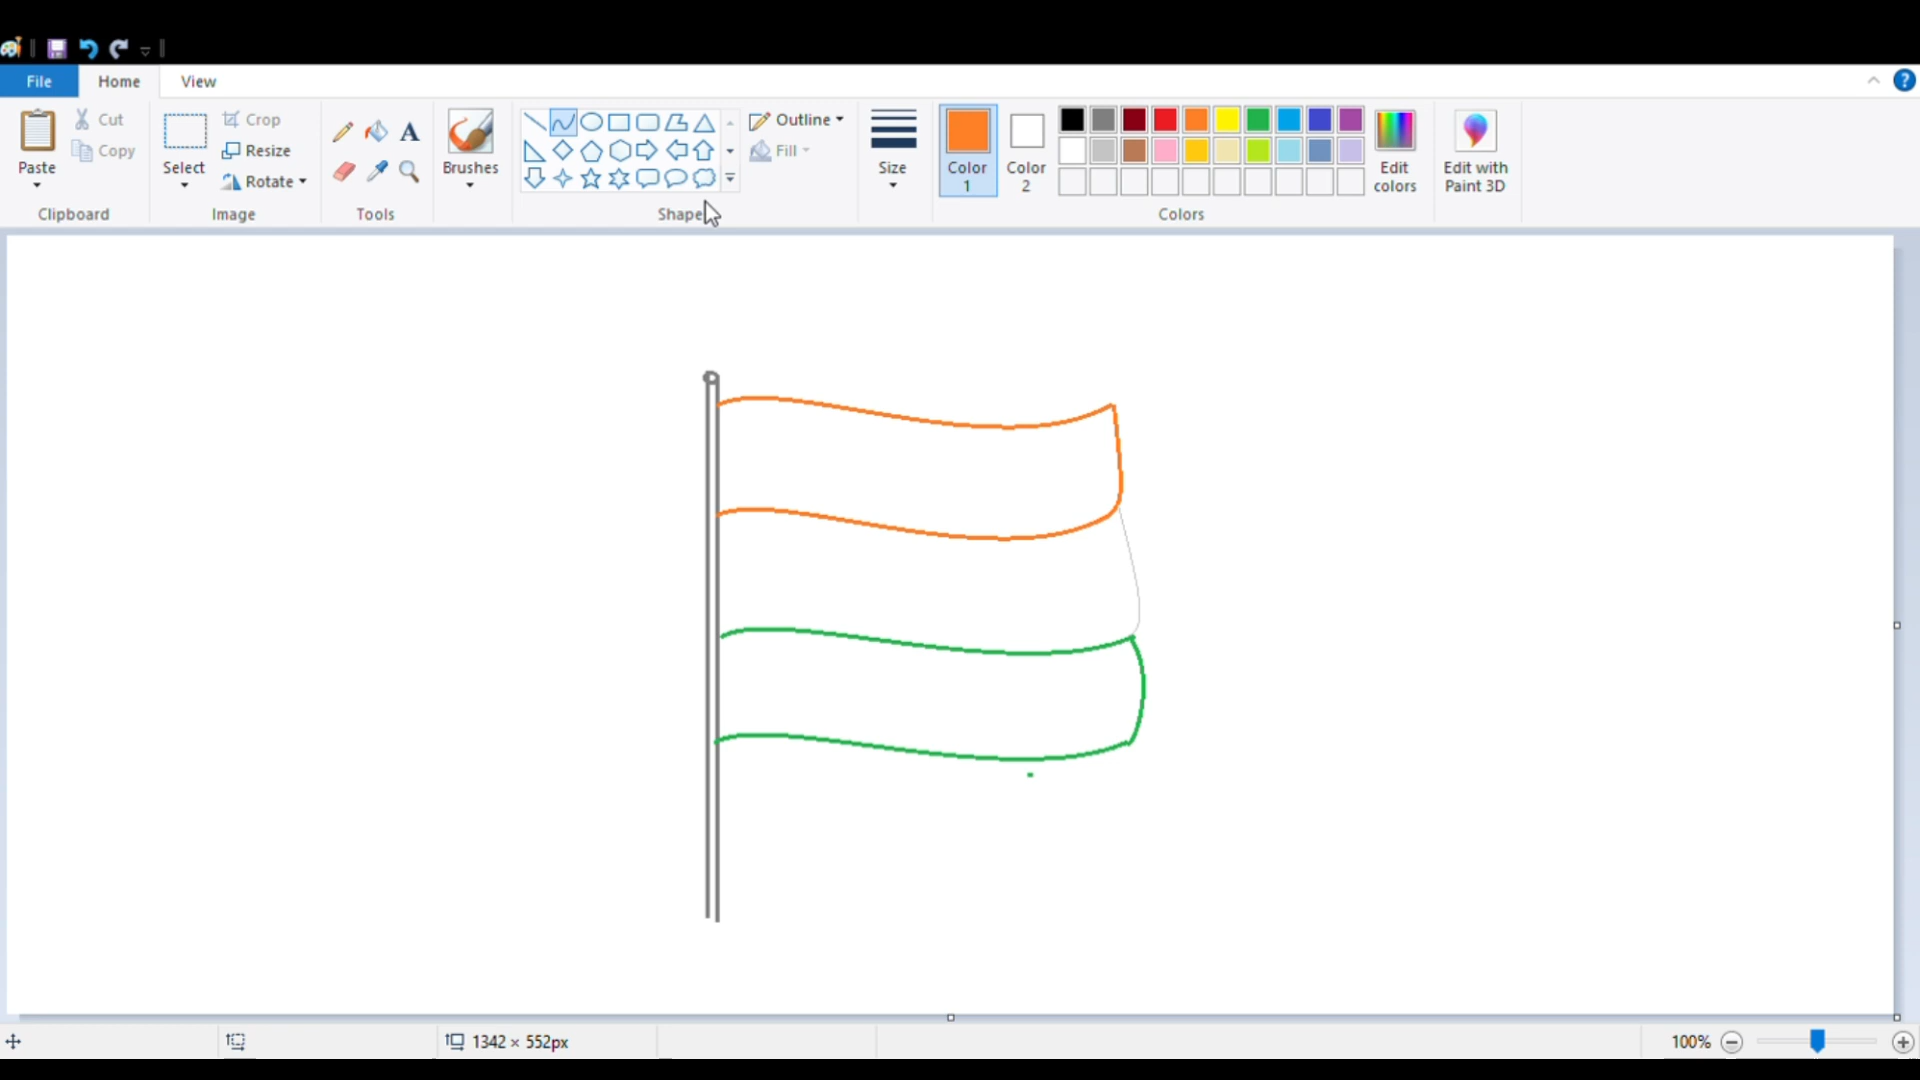 File Home View
Paste
Cut
Copy
Clipboard
Select
Crop
Resize
Rotate
Image
A
Tools
Brushes
Outline
Fill
Shape
Size
Color 1
Color 2
Edit colors
Colors
Edit with Paint 3D
?
1342 × 552px
100%